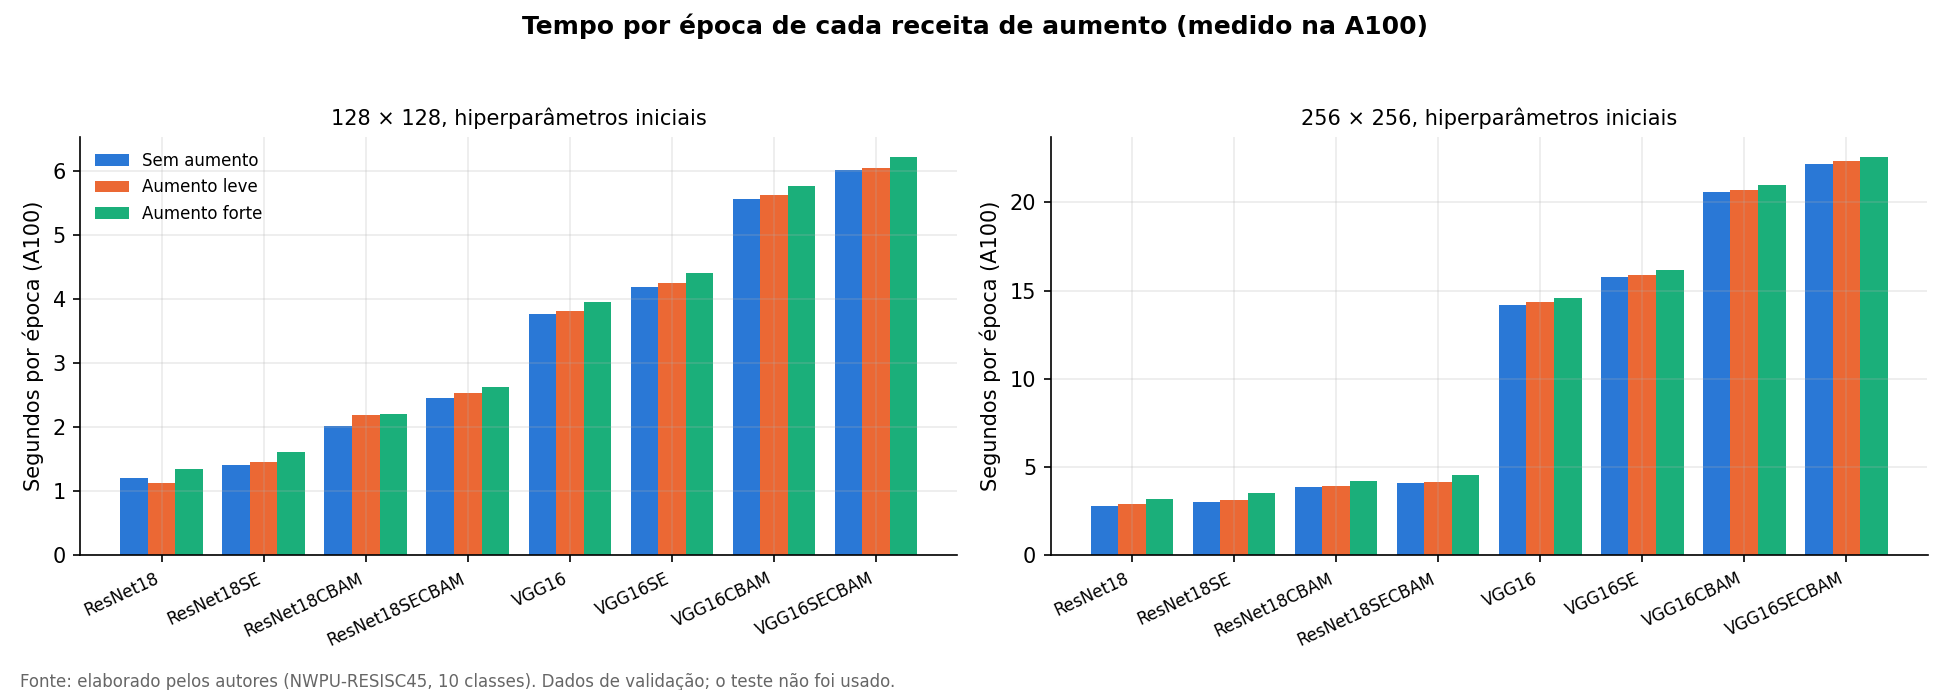 Tempo por época de cada receita de aumento (medido na A100)
128 × 128, hiperparâmetros iniciais
Segundos por época (A100)
6
5
4
3
2
1
0
Sem aumento
Aumento leve
Aumento forte
ResNet18
ResNet18SE
ResNet18CBAM
ResNet18SECBAM
VGG16
VGG16SE
VGG16CBAM
VGG16SECBAM
256 × 256, hiperparâmetros iniciais
Segundos por época (A100)
20
15
10
5
0
ResNet18
ResNet18SE
ResNet18CBAM
ResNet18SECBAM
VGG16
VGG16SE
VGG16CBAM
VGG16SECBAM
Fonte: elaborado pelos autores (NWPU-RESISC45, 10 classes). Dados de validação; o teste não foi usado.